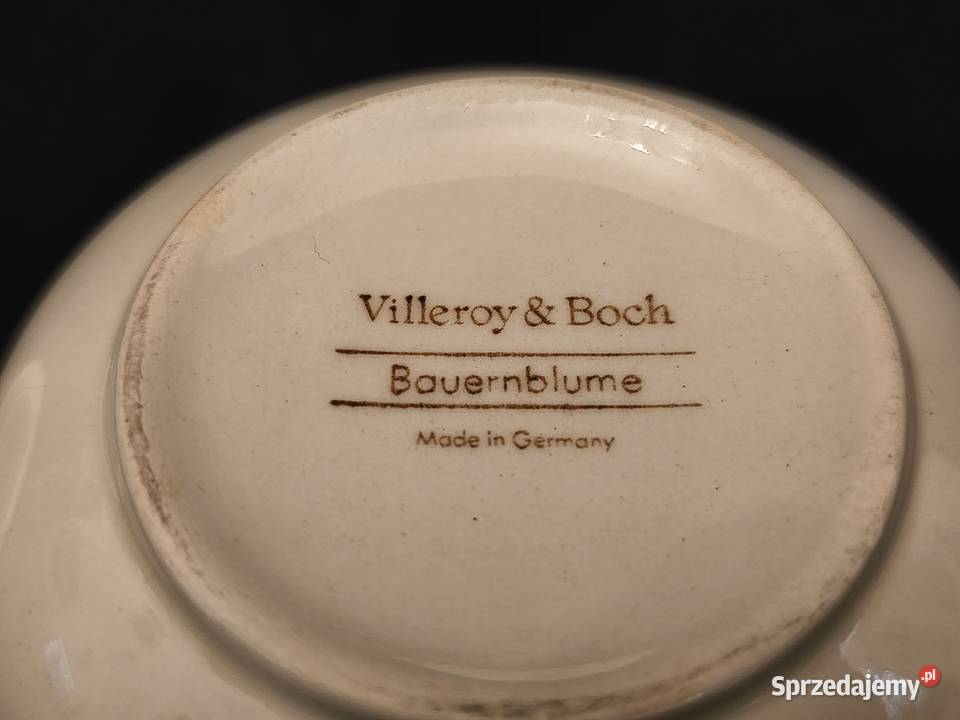 Villeroy & Boch
Bauernblume
Made in Germany
Sprzedajemy.pl